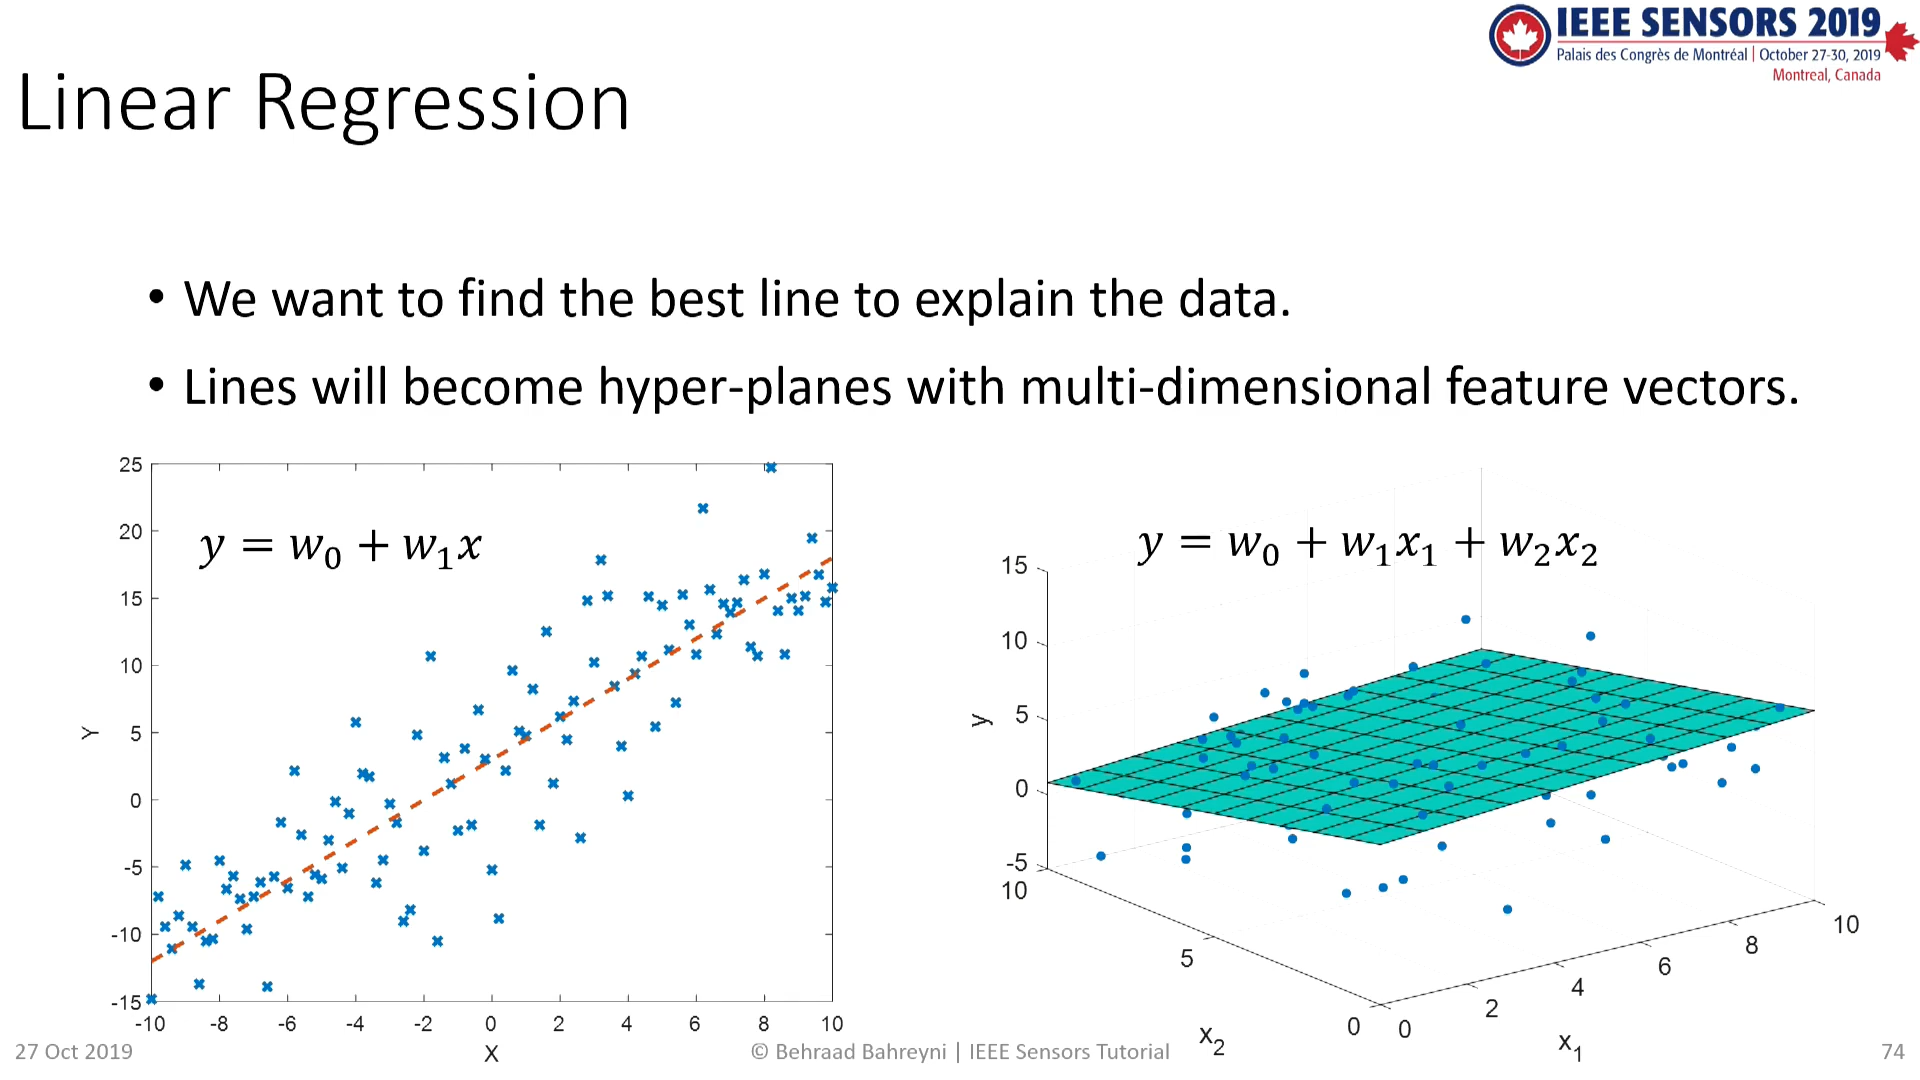 IEEE SENSORS 2019
Palais des Congrès de Montréal | October 27-30, 2019
Montreal, Canada
Linear Regression
• We want to find the best line to explain the data.
• Lines will become hyper-planes with multi-dimensional feature vectors.
y = w₀ + w₁x
25
20
15
10
5
0
-5
-10
-15
Y
-10 -8 -6 -4 -2 0 2 4 6 8 10
X
y = w₀ + w₁x₁ + w₂x₂
15
10
5
0
-5
y
10
5
0
x₂
0
2
4
6
8
10
x₁
27 Oct 2019
© Behraad Bahreyni | IEEE Sensors Tutorial
74